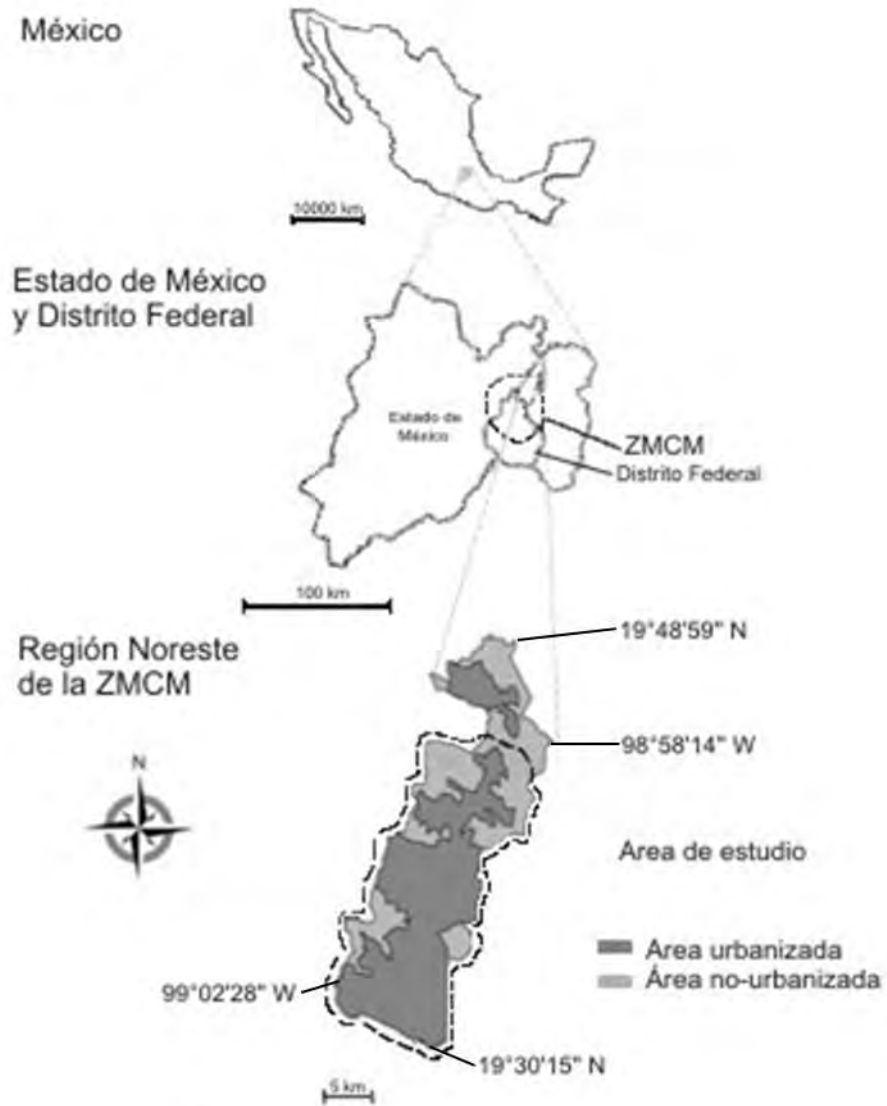 México
10000 km
Estado de México
y Distrito Federal
Estado de
México
ZMCM
Distrito Federal
100 km
Región Noreste
de la ZMCM
19°48'59" N
98°58'14" W
N
Area de estudio
Area urbanizada
Área no-urbanizada
99°02'28" W
19°30'15" N
5 km